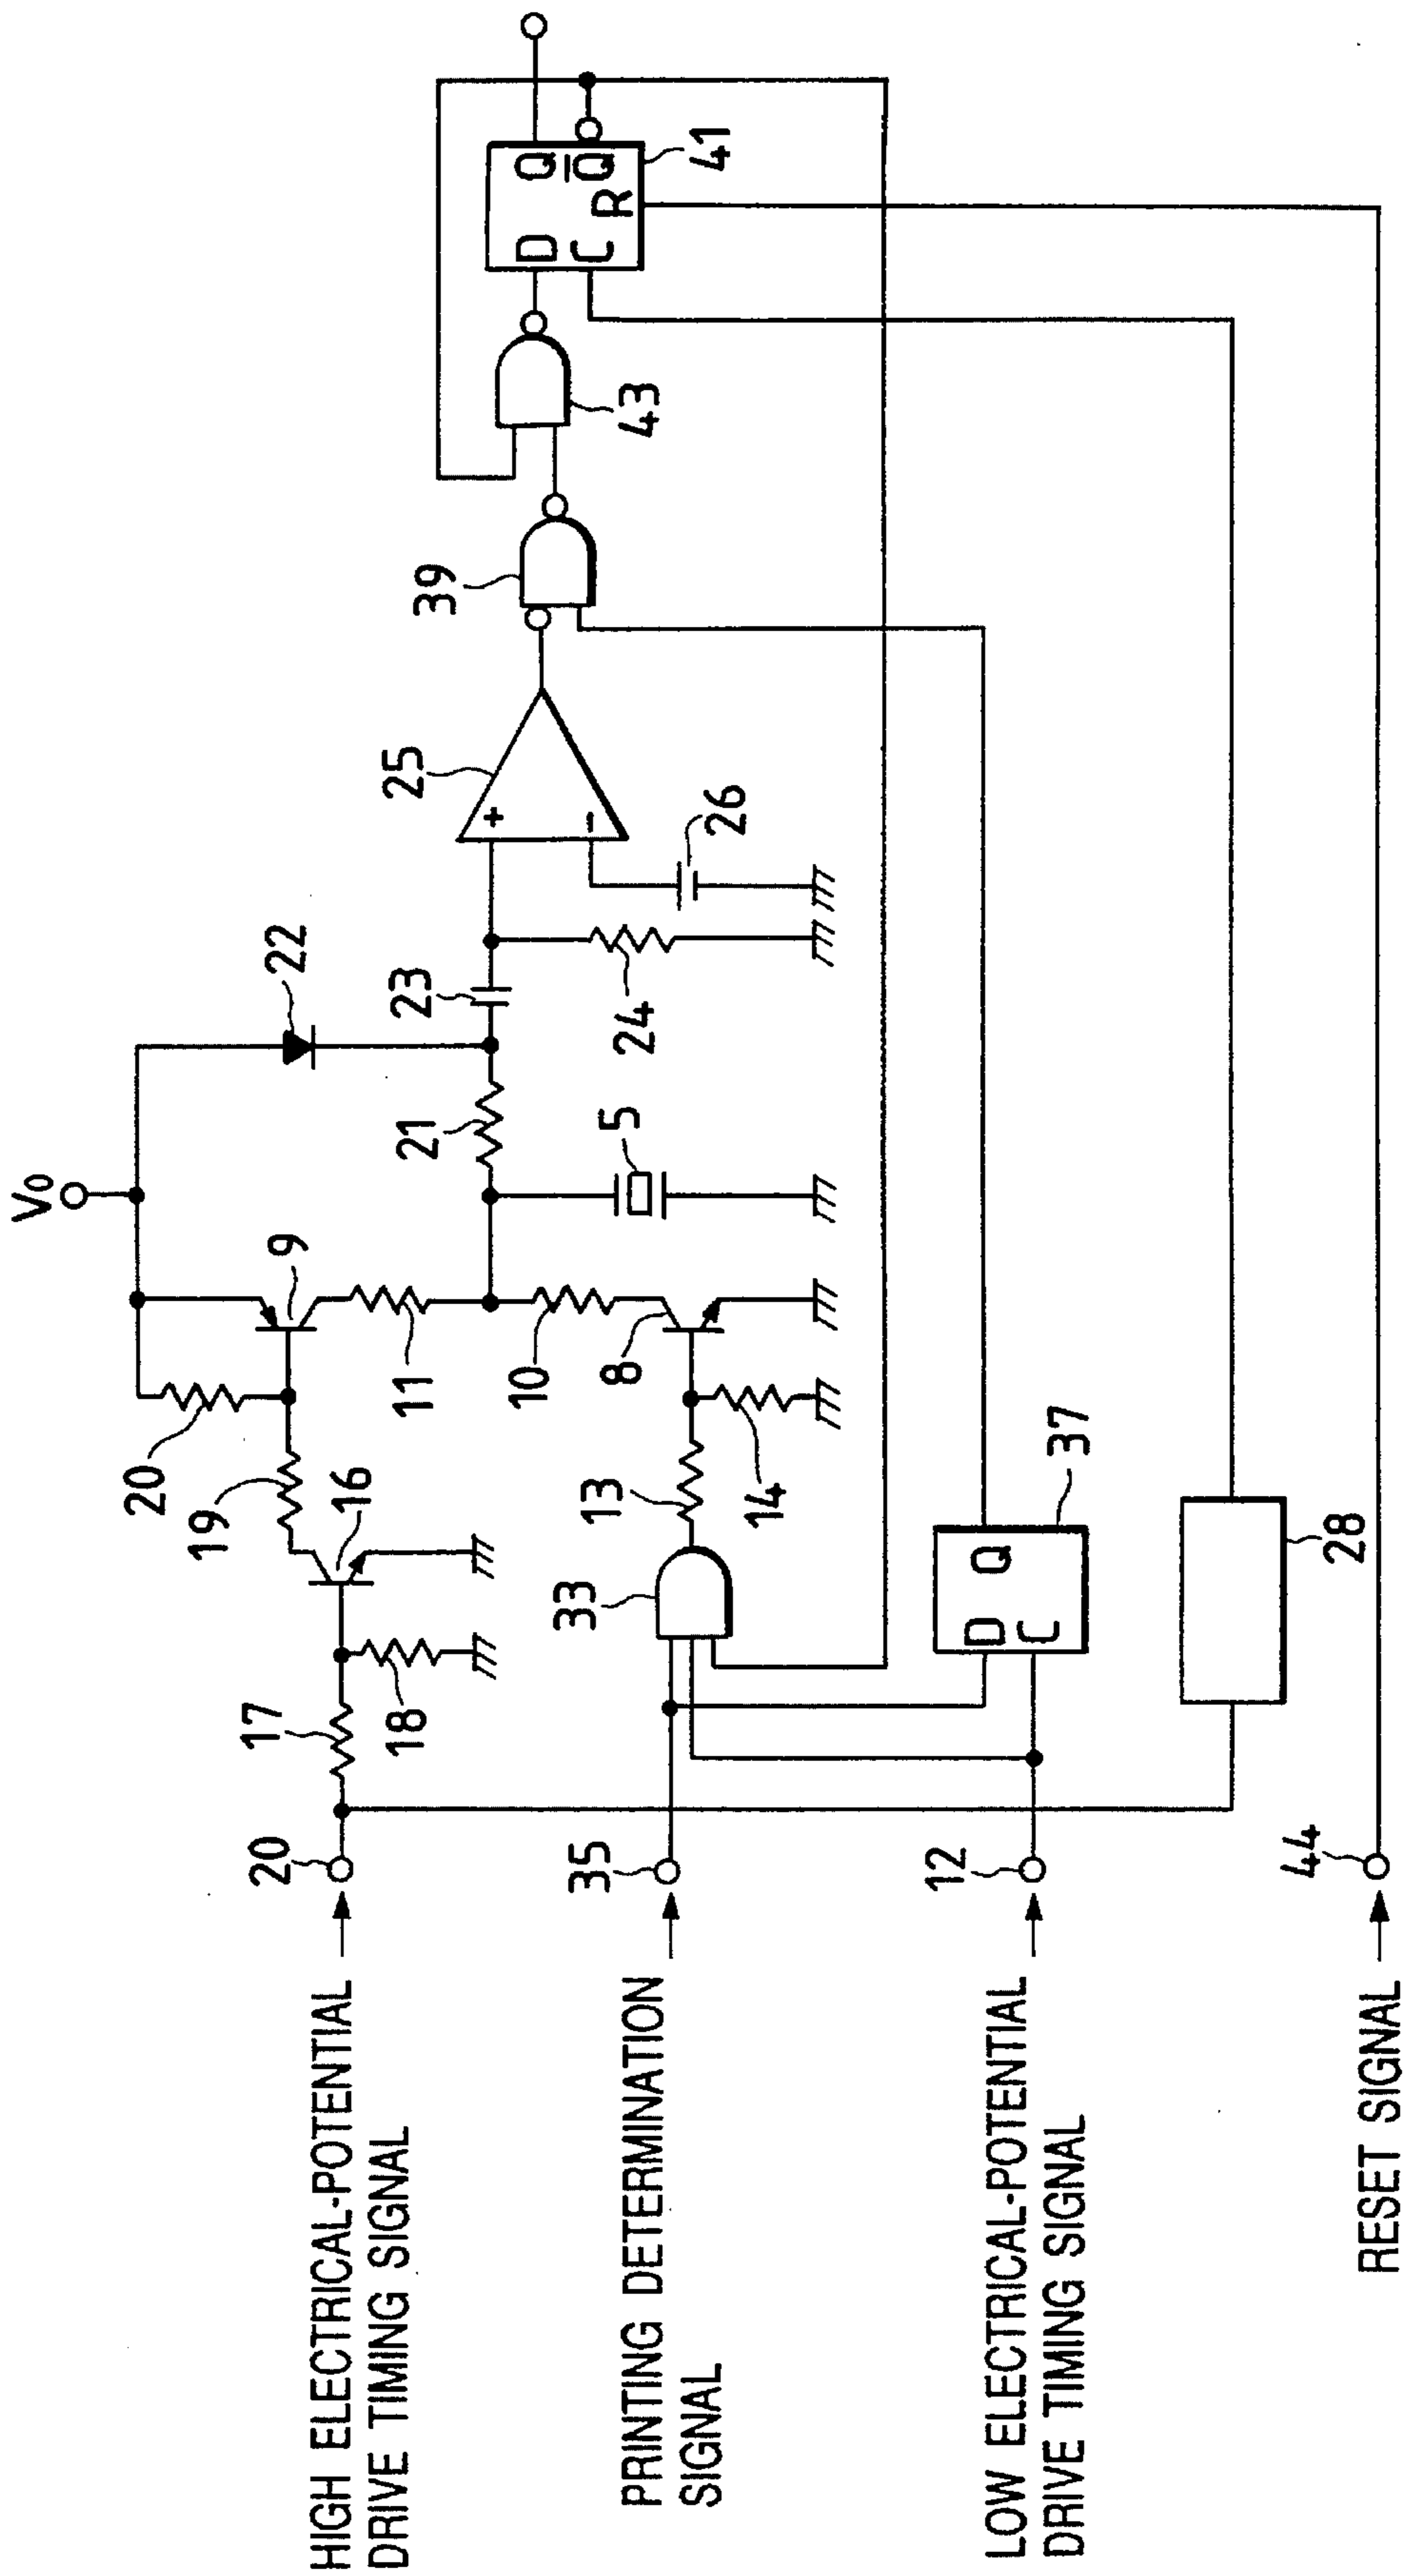 HIGH ELECTRICAL-POTENTIAL
DRIVE TIMING SIGNAL
20
17
18
16
19
20
9
V0
11
10
8
13
14
33
PRINTING DETERMINATION
SIGNAL
35
21
5
22
23
24
25
+
−
26
39
43
D Q
C Q
R
41
LOW ELECTRICAL-POTENTIAL
DRIVE TIMING SIGNAL
12
D Q
C
37
28
RESET SIGNAL
44